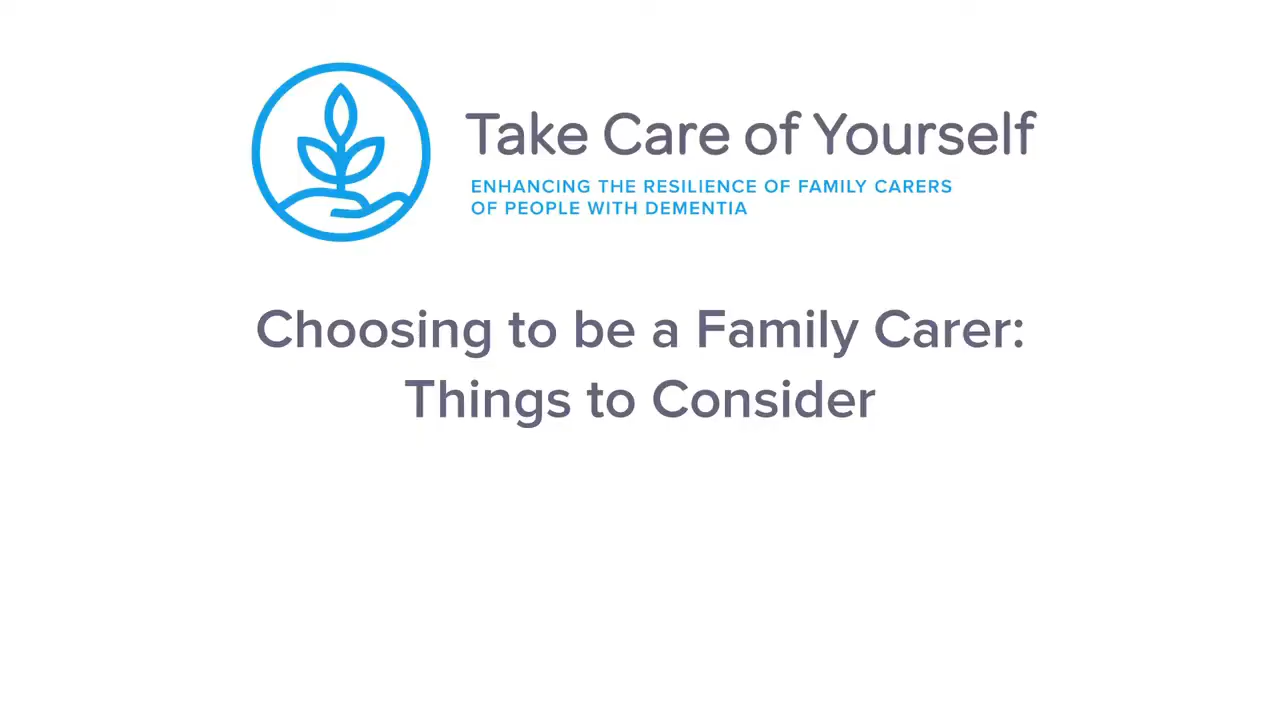 Take Care of Yourself
ENHANCING THE RESILIENCE OF FAMILY CARERS
OF PEOPLE WITH DEMENTIA
Choosing to be a Family Carer:
Things to Consider